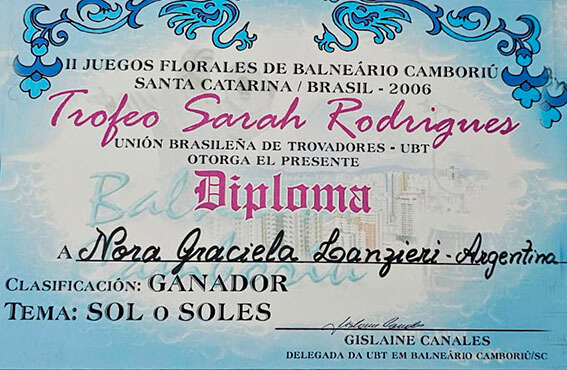 II JUEGOS FLORALES DE BALNEÁRIO CAMBORIÚ
SANTA CATARINA / BRASIL - 2006
Trofeo Sarah Rodrigues
UNIÓN BRASILEÑA DE TROVADORES - UBT
OTORGA EL PRESENTE
Diploma
A Nora Graciela Lanzieri - Argentina
CLASIFICACIÓN: GANADOR
TEMA: SOL O SOLES
Gislaine Canales
GISLAINE CANALES
DELEGADA DA UBT EM BALNEÁRIO CAMBORIÚ/SC